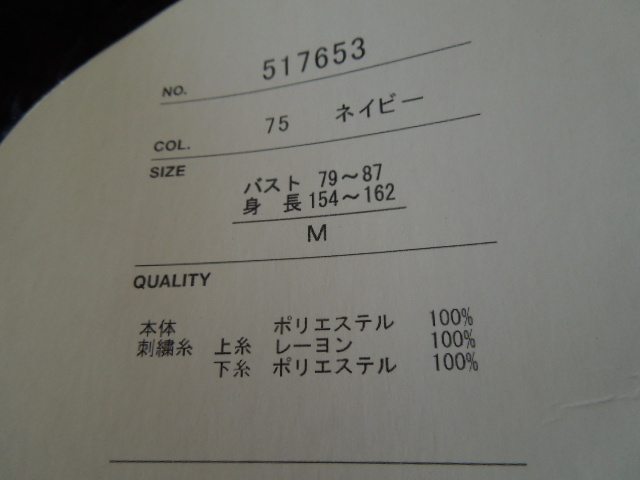 NO. 517653
COL. 75 ネイビー
SIZE
バスト 79～87
身 長 154～162
M
QUALITY
本体 ポリエステル 100%
刺繍糸 上糸 レーヨン 100%
下糸 ポリエステル 100%